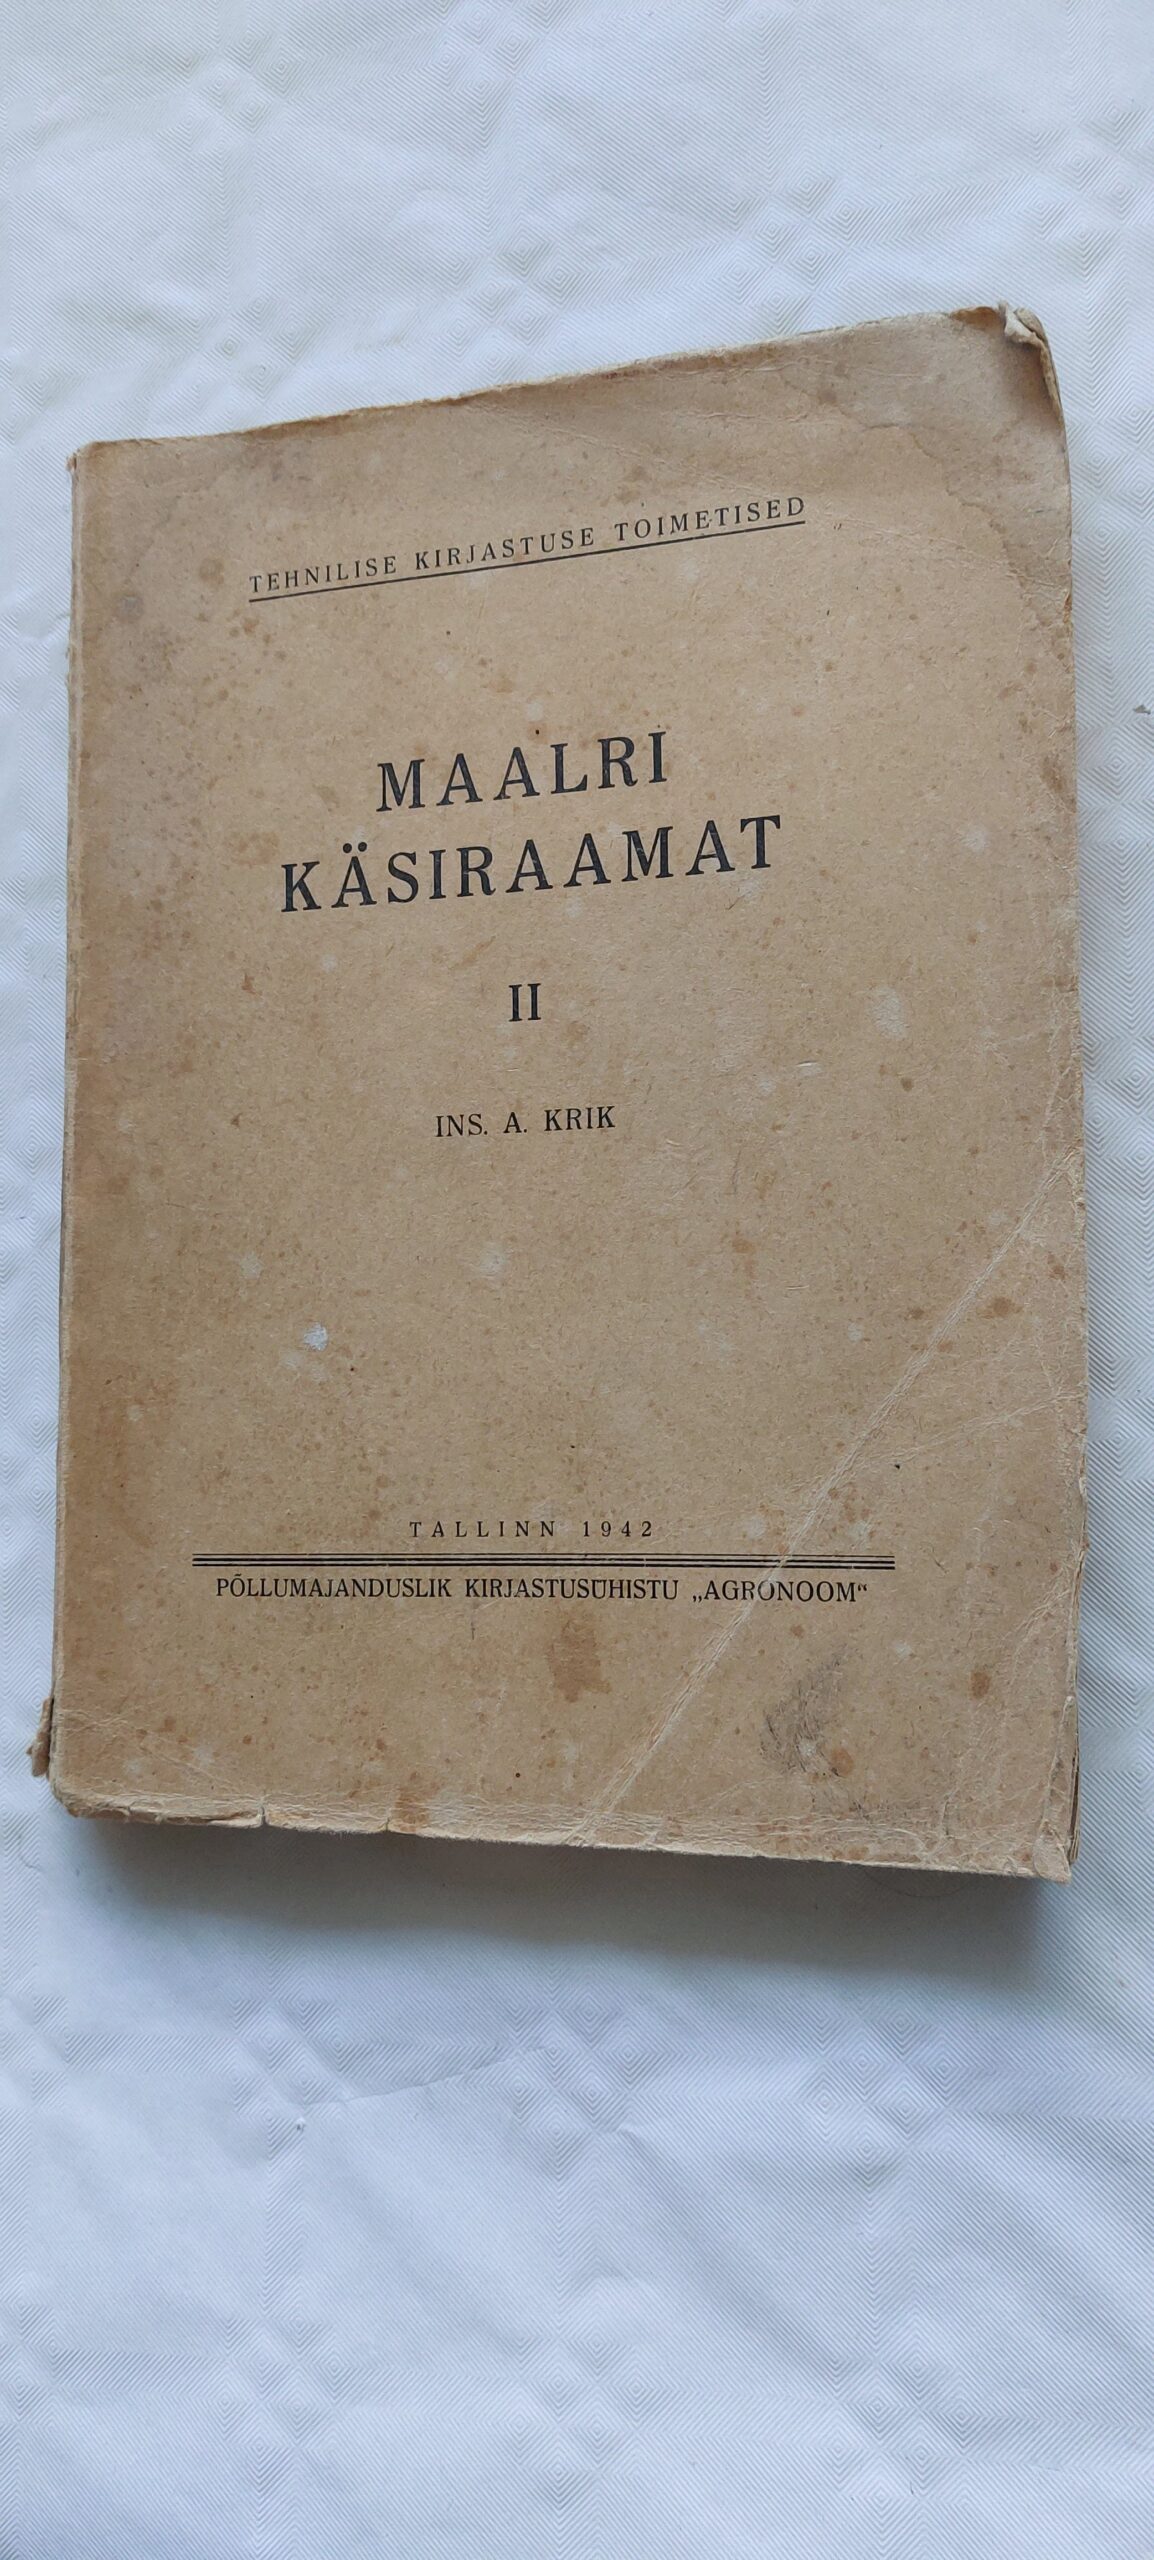 TEHNILISE KIRJASTUSE TOIMETISED
MAALRI
KÄSIRAAMAT
II
INS. A. KRIK
TALLINN 1942
PÕLLUMAJANDUSLIK KIRJASTUSÜHISTU „AGRONOOM“